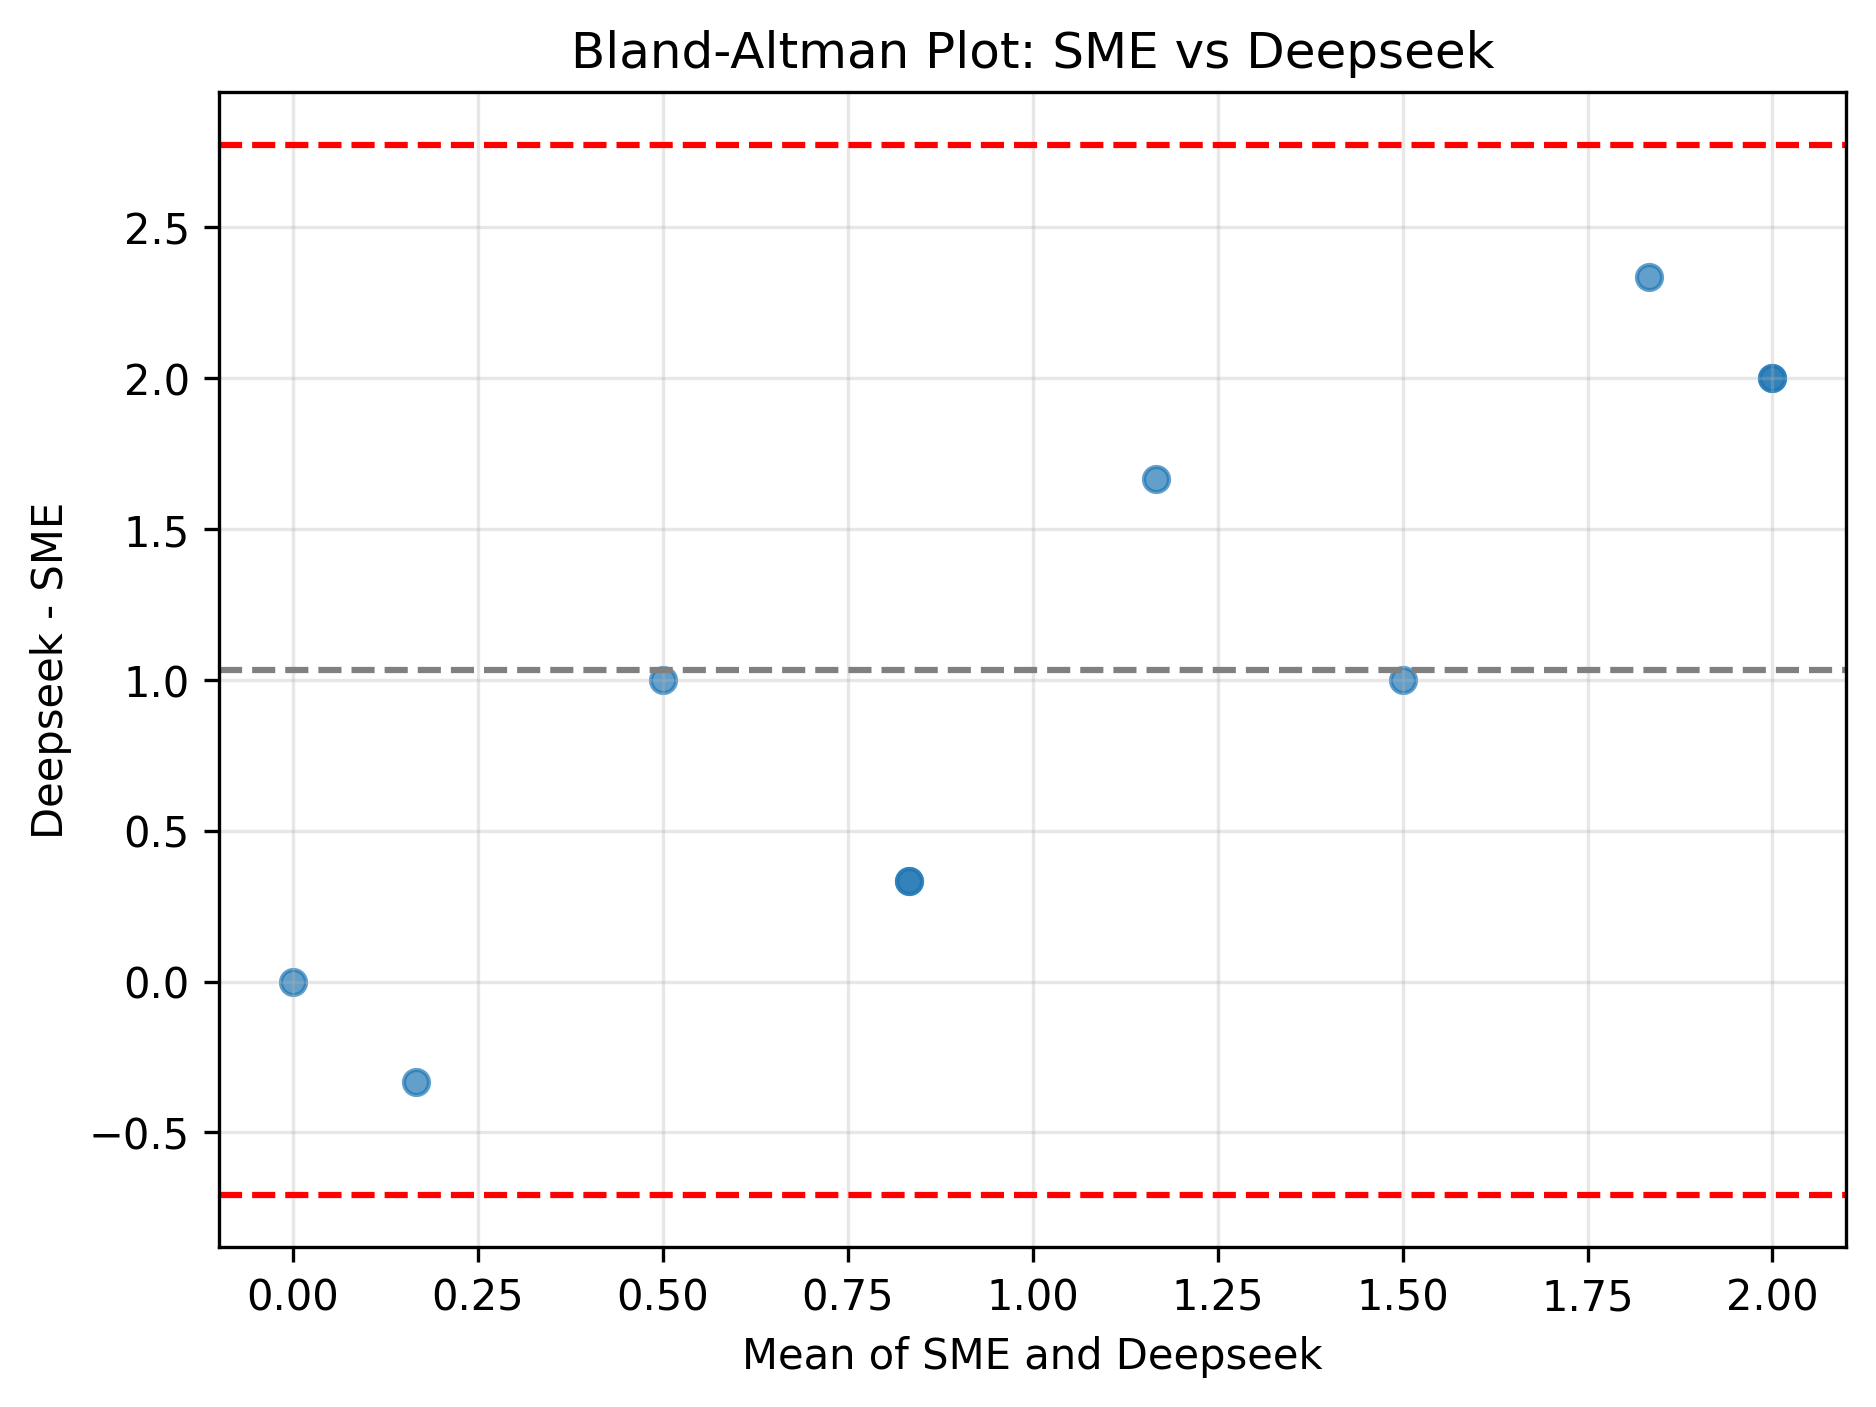 Bland-Altman Plot: SME vs Deepseek
2.5
2.0
1.5
1.0
0.5
0.0
−0.5
Deepseek - SME
0.00 0.25 0.50 0.75 1.00 1.25 1.50 1.75 2.00
Mean of SME and Deepseek